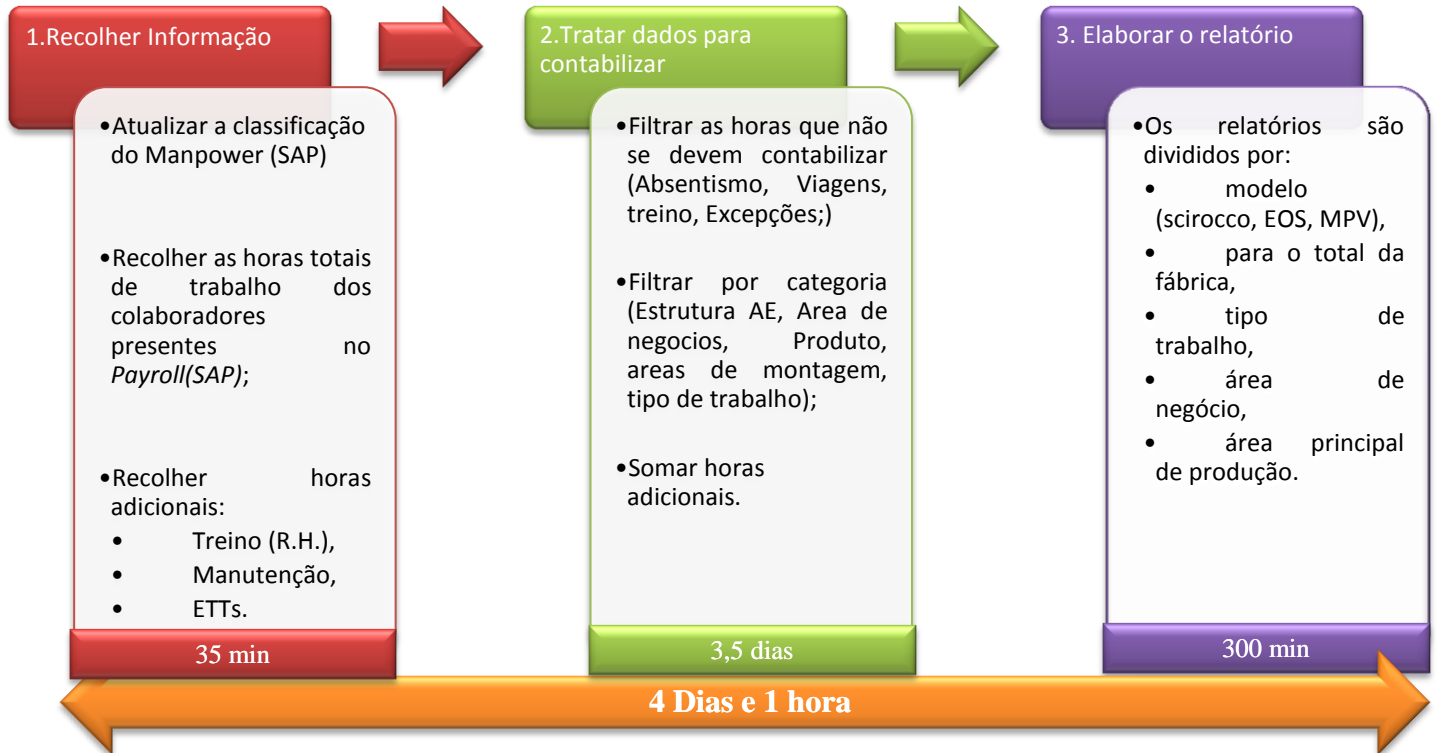 1.Recolher Informação
•Atualizar a classificação
do Manpower (SAP)
•Recolher as horas totais
de trabalho dos
colaboradores
presentes no
Payroll(SAP);
•Recolher horas
adicionais:
• Treino (R.H.),
• Manutenção,
• ETTs.
35 min
2.Tratar dados para
contabilizar
•Filtrar as horas que não
se devem contabilizar
(Absentismo, Viagens,
treino, Excepções;)
•Filtrar por categoria
(Estrutura AE, Area de
negocios, Produto,
areas de montagem,
tipo de trabalho);
•Somar horas
adicionais.
3,5 dias
3. Elaborar o relatório
•Os relatórios são
divididos por:
• modelo
(scirocco, EOS, MPV),
• para o total da
fábrica,
• tipo de
trabalho,
• área de
negócio,
• área principal
de produção.
300 min
4 Dias e 1 hora